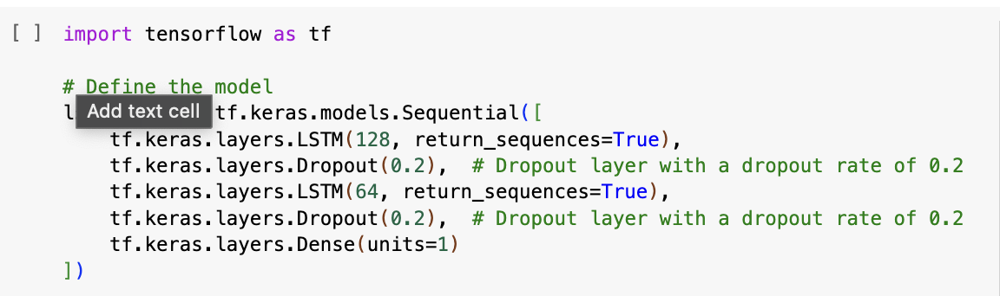 [ ] import tensorflow as tf
# Define the model
l Add text cell tf.keras.models.Sequential([
tf.keras.layers.LSTM(128, return_sequences=True),
tf.keras.layers.Dropout(0.2),  # Dropout layer with a dropout rate of 0.2
tf.keras.layers.LSTM(64, return_sequences=True),
tf.keras.layers.Dropout(0.2),  # Dropout layer with a dropout rate of 0.2
tf.keras.layers.Dense(units=1)
])